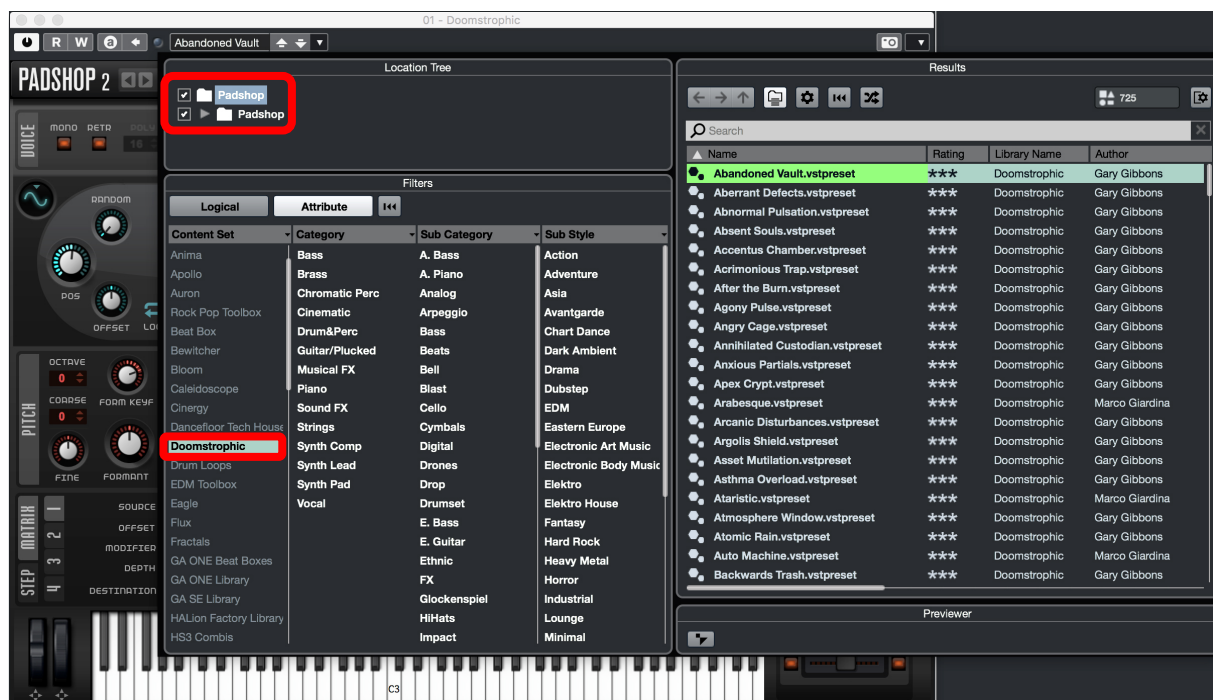 01 - Doomstrophic
R W a Abandoned Vault
PADSHOP 2
VOICE
MONO RETR POLY
16
RANDOM
POS
OFFSET
PITCH
OCTAVE
0
COARSE FORM KEYF
0
FINE FORMANT
MATRIX
STEP
1
2
3
4
SOURCE
OFFSET
MODIFIER
DEPTH
DESTINATION
C3
Location Tree
Padshop
Padshop
Filters
Logical Attribute
Content Set Category Sub Category Sub Style
Anima Bass A. Bass Action
Apollo Brass A. Piano Adventure
Auron Chromatic Perc Analog Asia
Rock Pop Toolbox Cinematic Arpeggio Avantgarde
Beat Box Drum&Perc Bass Chart Dance
Bewitcher Guitar/Plucked Beats Dark Ambient
Bloom Musical FX Bell Drama
Caleidoscope Piano Blast Dubstep
Cinergy Sound FX Cello EDM
Dancefloor Tech House Strings Cymbals Eastern Europe
Doomstrophic Synth Comp Digital Electronic Art Music
Drum Loops Synth Lead Drones Electronic Body Music
EDM Toolbox Synth Pad Drop Elektro
Eagle Vocal Drumset Elektro House
Flux E. Bass Fantasy
Fractals E. Guitar Hard Rock
GA ONE Beat Boxes Ethnic Heavy Metal
GA ONE Library FX Horror
GA SE Library Glockenspiel Industrial
HALion Factory Library HiHats Lounge
HS3 Combis Impact Minimal
Results
725
Search
Name Rating Library Name Author
Abandoned Vault.vstpreset *** Doomstrophic Gary Gibbons
Aberrant Defects.vstpreset *** Doomstrophic Gary Gibbons
Abnormal Pulsation.vstpreset *** Doomstrophic Gary Gibbons
Absent Souls.vstpreset *** Doomstrophic Gary Gibbons
Accentus Chamber.vstpreset *** Doomstrophic Gary Gibbons
Acrimonious Trap.vstpreset *** Doomstrophic Gary Gibbons
After the Burn.vstpreset *** Doomstrophic Gary Gibbons
Agony Pulse.vstpreset *** Doomstrophic Gary Gibbons
Angry Cage.vstpreset *** Doomstrophic Gary Gibbons
Annihilated Custodian.vstpreset *** Doomstrophic Gary Gibbons
Anxious Partials.vstpreset *** Doomstrophic Gary Gibbons
Apex Crypt.vstpreset *** Doomstrophic Gary Gibbons
Arabesque.vstpreset *** Doomstrophic Marco Giardina
Arcanic Disturbances.vstpreset *** Doomstrophic Gary Gibbons
Argolis Shield.vstpreset *** Doomstrophic Gary Gibbons
Asset Mutilation.vstpreset *** Doomstrophic Gary Gibbons
Asthma Overload.vstpreset *** Doomstrophic Gary Gibbons
Ataristic.vstpreset *** Doomstrophic Marco Giardina
Atmosphere Window.vstpreset *** Doomstrophic Gary Gibbons
Atomic Rain.vstpreset *** Doomstrophic Gary Gibbons
Auto Machine.vstpreset *** Doomstrophic Marco Giardina
Backwards Trash.vstpreset *** Doomstrophic Gary Gibbons
Previewer